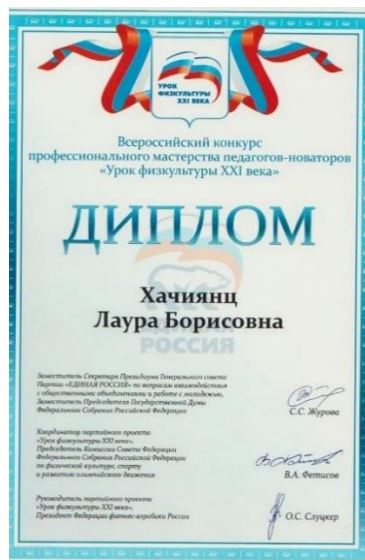 УРОК
ФИЗКУЛЬТУРЫ
XXI ВЕКА
Всероссийский конкурс
профессионального мастерства педагогов-новаторов
«Урок физкультуры XXI века»
ДИПЛОМ
Хачиянц
Лаура Борисовна
ЕДИНАЯ
РОССИЯ
Заместитель Секретаря Президиума Генерального совета
Партии «ЕДИНАЯ РОССИЯ» по вопросам взаимодействия
с общественными объединениями и работе с молодежью,
Заместитель Председателя Государственной Думы
Федерального Собрания Российской Федерации
С.С. Журова
Координатор партийного проекта
«Урок физкультуры XXI века»,
Председатель Комиссии Совета Федерации
Федерального Собрания Российской Федерации
по физической культуре, спорту
и развитию олимпийского движения
В.А. Фетисов
Руководитель партийного проекта
«Урок физкультуры XXI века»,
Президент Федерации фитнес-аэробики России
О.С. Слуцкер